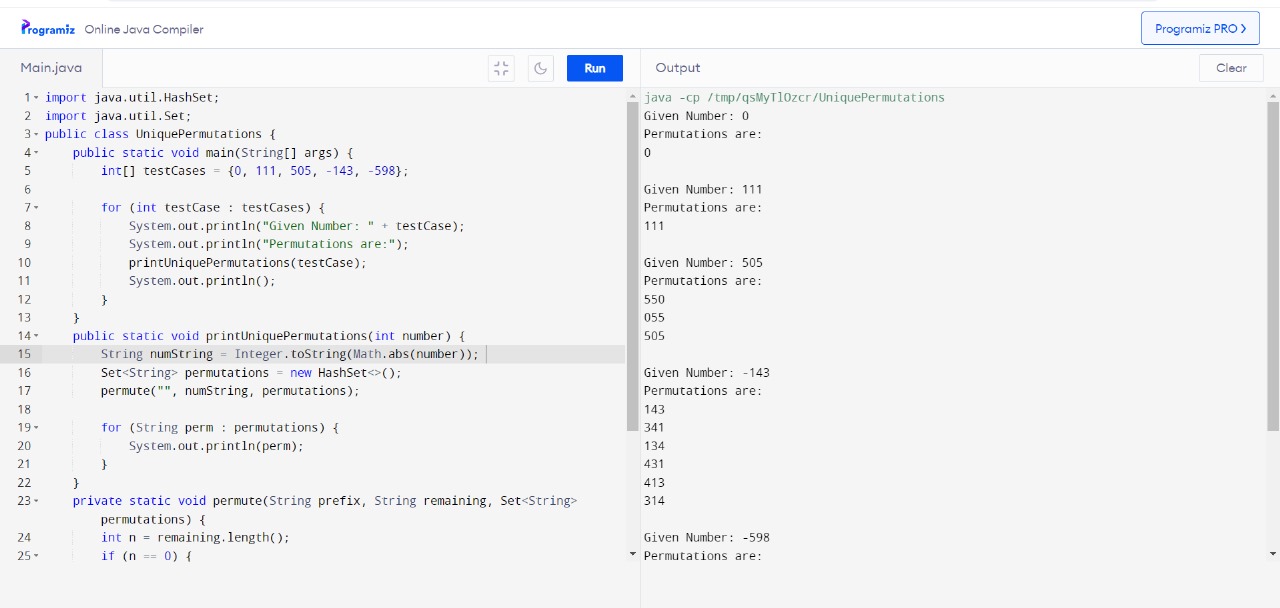 Programiz Online Java Compiler
Programiz PRO
Main.java
Run
Output
Clear
1 import java.util.HashSet;
2 import java.util.Set;
3 public class UniquePermutations {
4 public static void main(String[] args) {
5 int[] testCases = {0, 111, 505, -143, -598};
6
7 for (int testCase : testCases) {
8 System.out.println("Given Number: " + testCase);
9 System.out.println("Permutations are:");
10 printUniquePermutations(testCase);
11 System.out.println();
12 }
13 }
14 public static void printUniquePermutations(int number) {
15 String numString = Integer.toString(Math.abs(number));
16 Set<String> permutations = new HashSet<>();
17 permute("", numString, permutations);
18
19 for (String perm : permutations) {
20 System.out.println(perm);
21 }
22 }
23 private static void permute(String prefix, String remaining, Set<String>
permutations) {
24 int n = remaining.length();
25 if (n == 0) {
java -cp /tmp/qsMyTlOzcr/UniquePermutations
Given Number: 0
Permutations are:
0
Given Number: 111
Permutations are:
111
Given Number: 505
Permutations are:
550
055
505
Given Number: -143
Permutations are:
143
341
134
431
413
314
Given Number: -598
Permutations are: